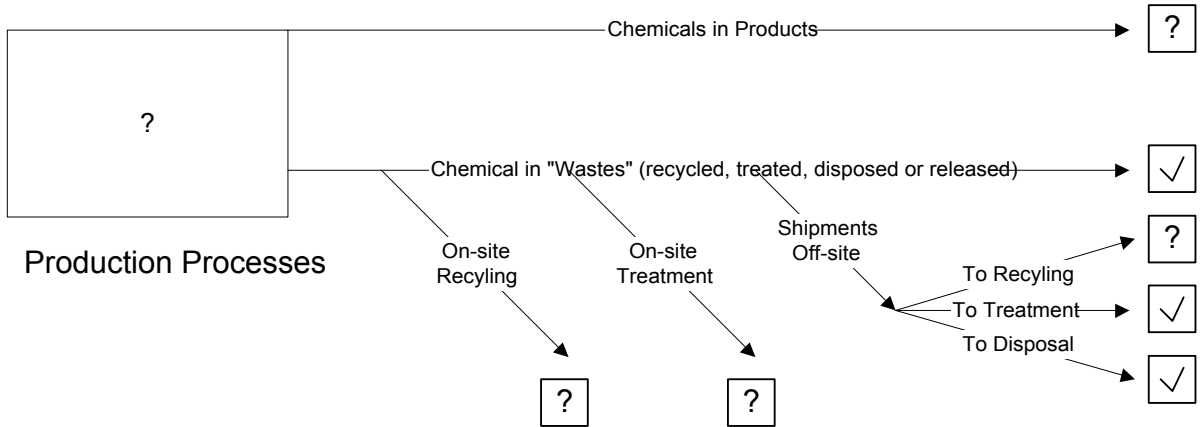 Chemicals in Products
?
?
Chemical in "Wastes" (recycled, treated, disposed or released)
√
Production Processes
On-site
Recyling
?
On-site
Treatment
?
Shipments
Off-site
To Recyling
?
To Treatment
√
To Disposal
√